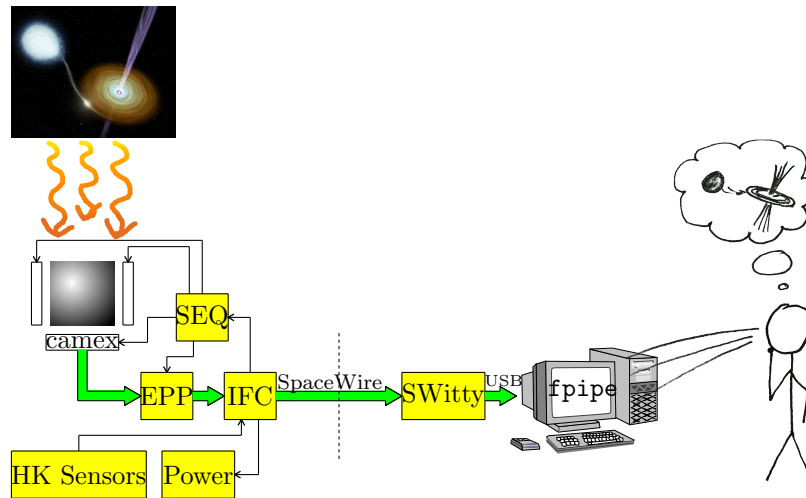 SEQ
camex
EPP
IFC
SpaceWire
SWitty
USB
fpipe
HK Sensors
Power